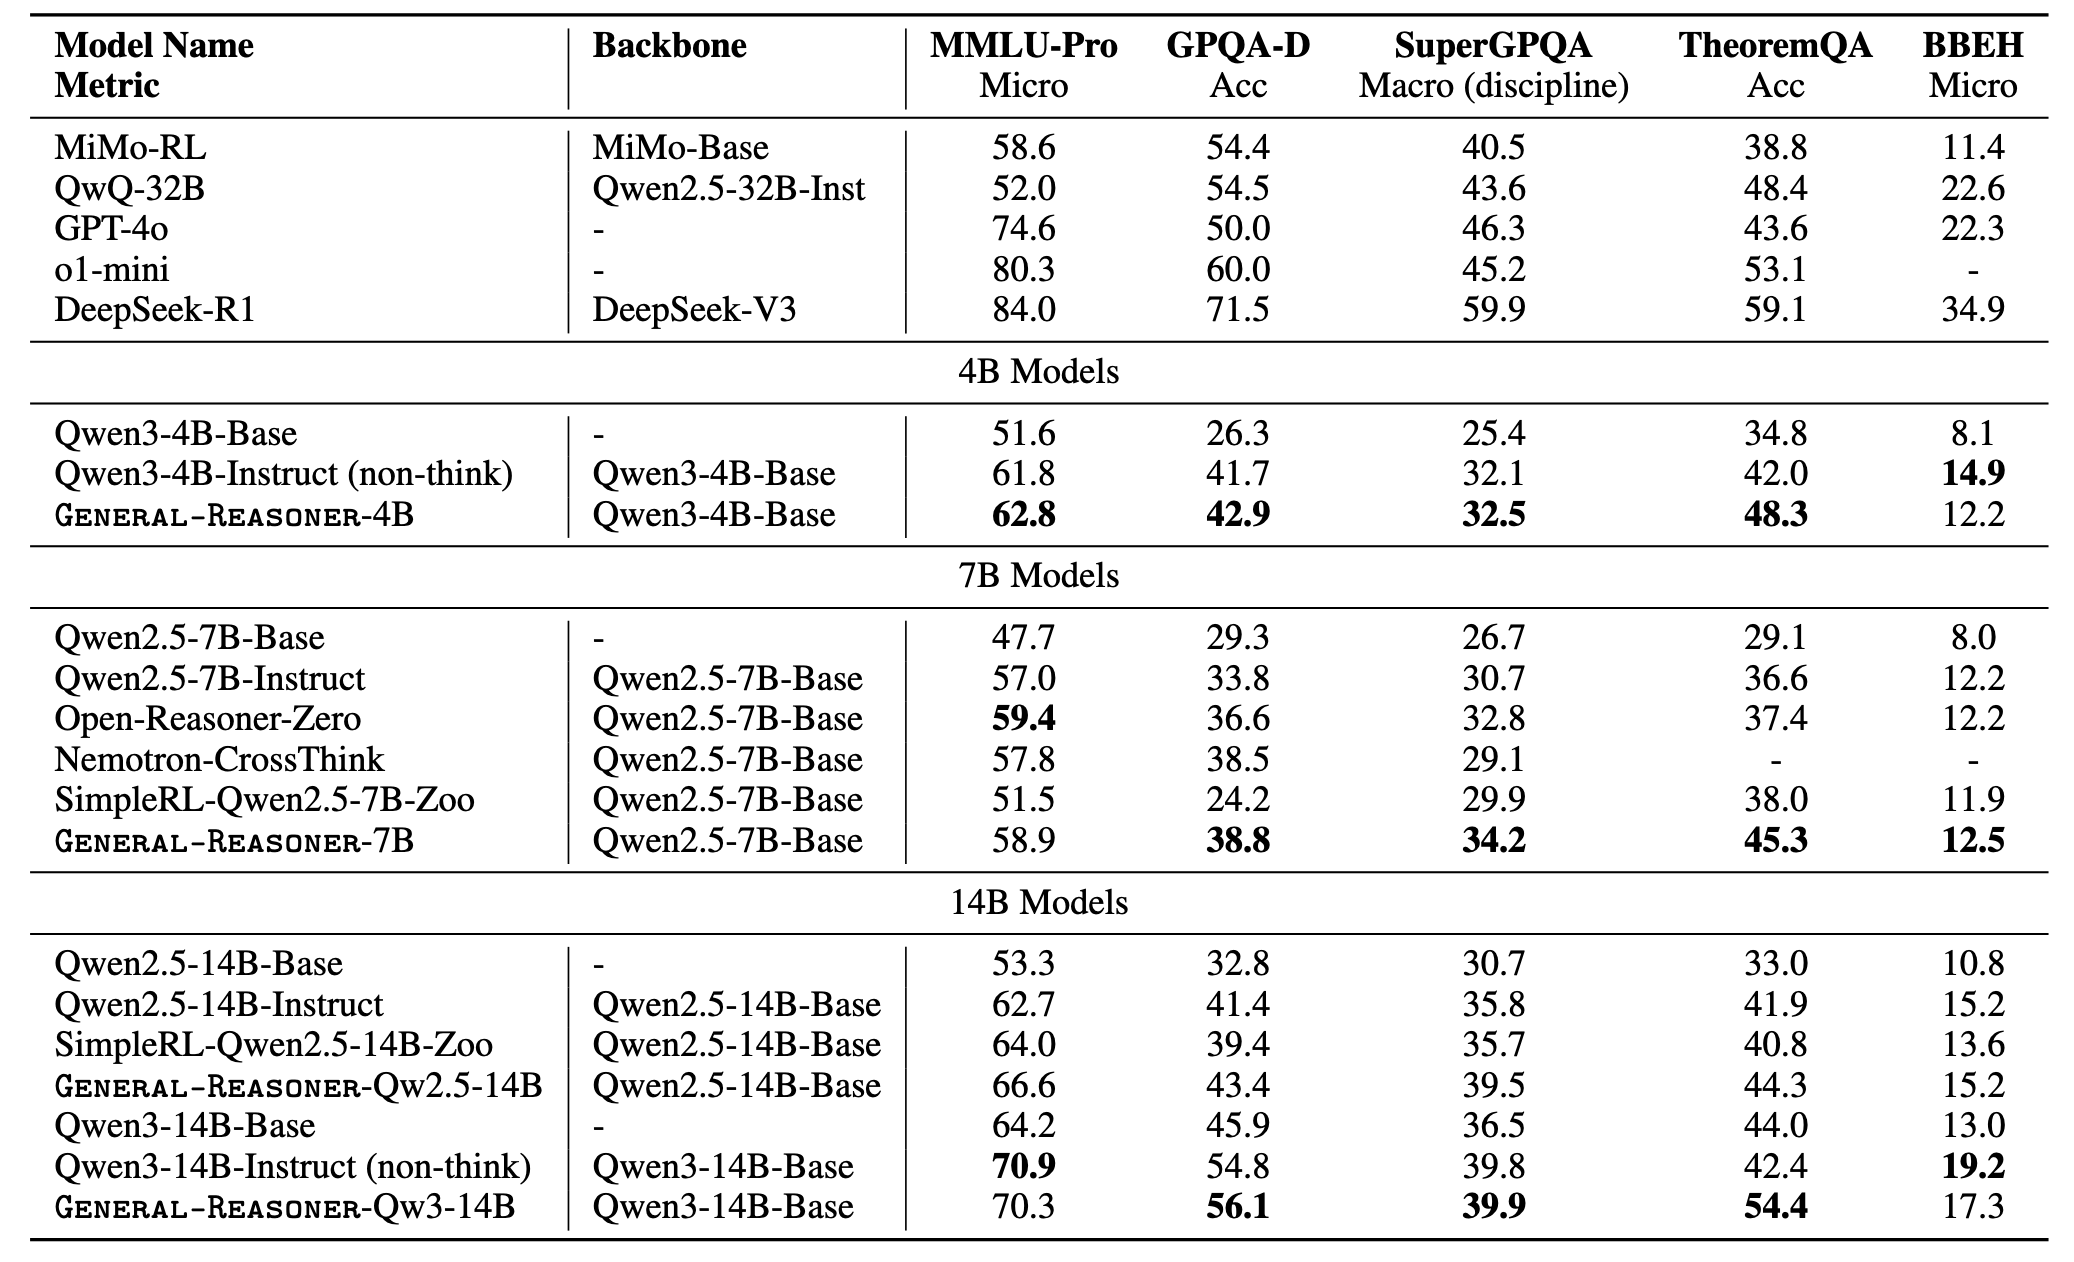 Model Name Backbone MMLU-Pro GPQA-D SuperGPQA TheoremQA BBEH
Metric Micro Acc Macro (discipline) Acc Micro
MiMo-RL MiMo-Base 58.6 54.4 40.5 38.8 11.4
QwQ-32B Qwen2.5-32B-Inst 52.0 54.5 43.6 48.4 22.6
GPT-4o - 74.6 50.0 46.3 43.6 22.3
o1-mini - 80.3 60.0 45.2 53.1 -
DeepSeek-R1 DeepSeek-V3 84.0 71.5 59.9 59.1 34.9
4B Models
Qwen3-4B-Base - 51.6 26.3 25.4 34.8 8.1
Qwen3-4B-Instruct (non-think) Qwen3-4B-Base 61.8 41.7 32.1 42.0 14.9
GENERAL-REASONER-4B Qwen3-4B-Base 62.8 42.9 32.5 48.3 12.2
7B Models
Qwen2.5-7B-Base - 47.7 29.3 26.7 29.1 8.0
Qwen2.5-7B-Instruct Qwen2.5-7B-Base 57.0 33.8 30.7 36.6 12.2
Open-Reasoner-Zero Qwen2.5-7B-Base 59.4 36.6 32.8 37.4 12.2
Nemotron-CrossThink Qwen2.5-7B-Base 57.8 38.5 29.1 - -
SimpleRL-Qwen2.5-7B-Zoo Qwen2.5-7B-Base 51.5 24.2 29.9 38.0 11.9
GENERAL-REASONER-7B Qwen2.5-7B-Base 58.9 38.8 34.2 45.3 12.5
14B Models
Qwen2.5-14B-Base - 53.3 32.8 30.7 33.0 10.8
Qwen2.5-14B-Instruct Qwen2.5-14B-Base 62.7 41.4 35.8 41.9 15.2
SimpleRL-Qwen2.5-14B-Zoo Qwen2.5-14B-Base 64.0 39.4 35.7 40.8 13.6
GENERAL-REASONER-Qw2.5-14B Qwen2.5-14B-Base 66.6 43.4 39.5 44.3 15.2
Qwen3-14B-Base - 64.2 45.9 36.5 44.0 13.0
Qwen3-14B-Instruct (non-think) Qwen3-14B-Base 70.9 54.8 39.8 42.4 19.2
GENERAL-REASONER-Qw3-14B Qwen3-14B-Base 70.3 56.1 39.9 54.4 17.3